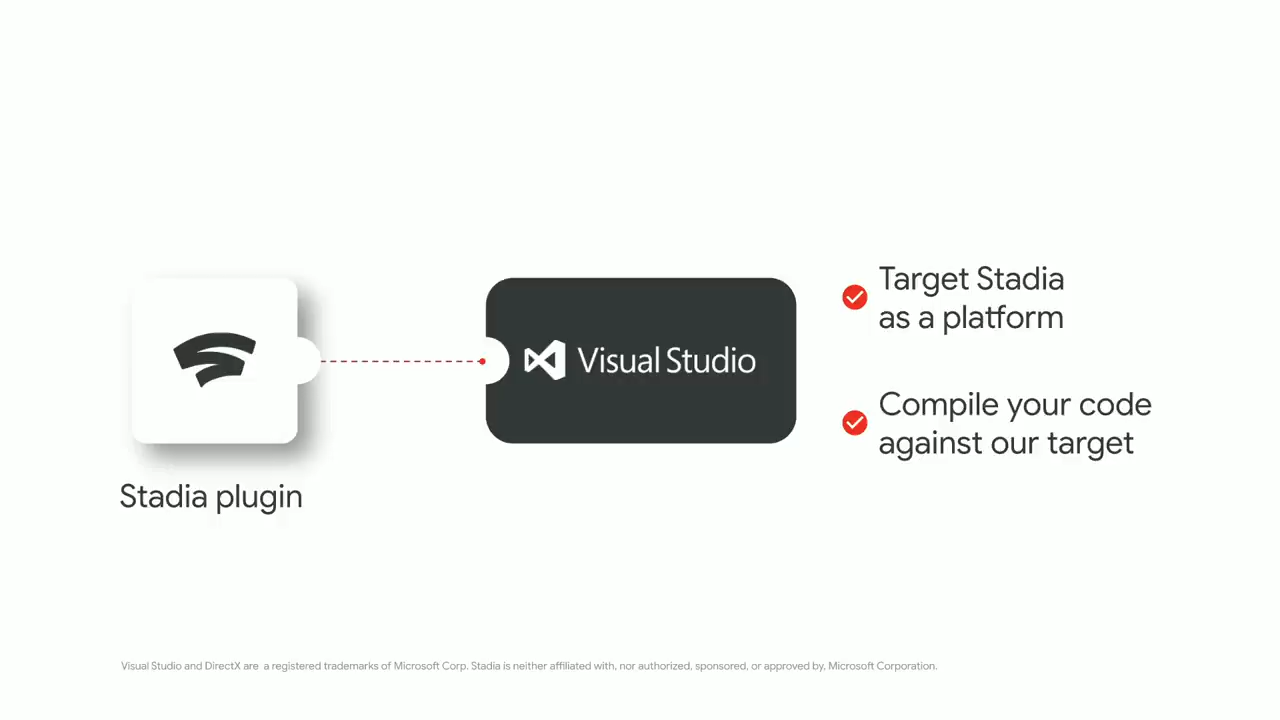 Visual Studio
Target Stadia
as a platform
Compile your code
against our target
Stadia plugin
Visual Studio and DirectX are a registered trademarks of Microsoft Corp. Stadia is neither affiliated with, nor authorized, sponsored, or approved by, Microsoft Corporation.